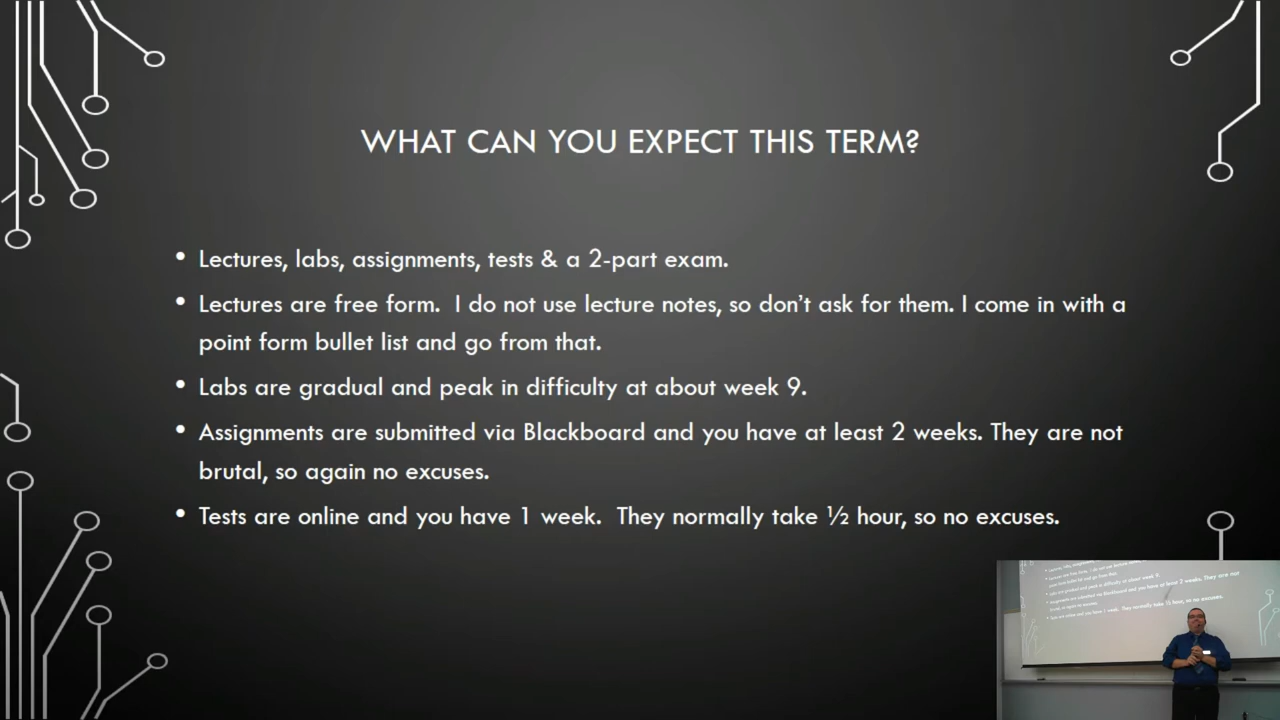 WHAT CAN YOU EXPECT THIS TERM?
• Lectures, labs, assignments, tests & a 2-part exam.
• Lectures are free form.  I do not use lecture notes, so don’t ask for them. I come in with a
point form bullet list and go from that.
• Labs are gradual and peak in difficulty at about week 9.
• Assignments are submitted via Blackboard and you have at least 2 weeks. They are not
brutal, so again no excuses.
• Tests are online and you have 1 week.  They normally take ½ hour, so no excuses.